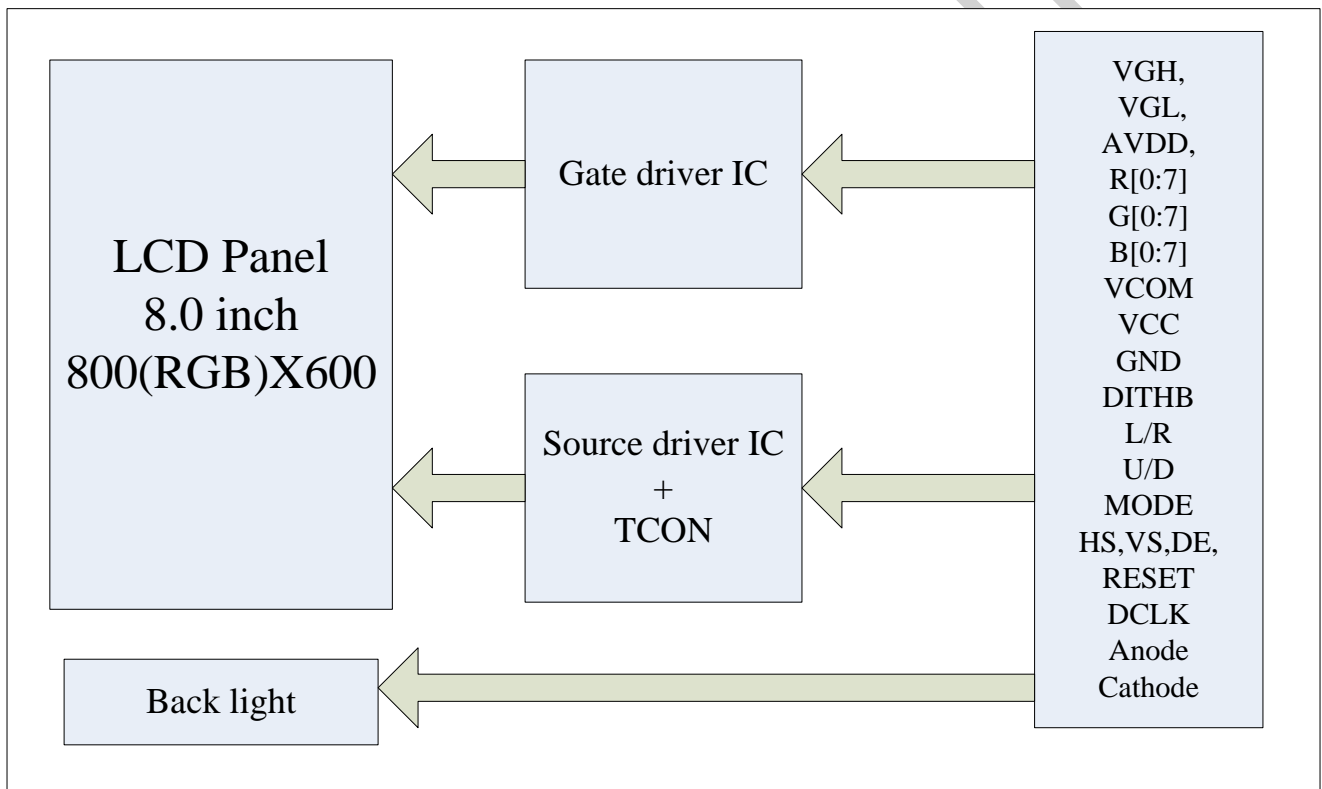 LCD Panel
8.0 inch
800(RGB)X600
Gate driver IC
Source driver IC
+
TCON
Back light
VGH,
VGL,
AVDD,
R[0:7]
G[0:7]
B[0:7]
VCOM
VCC
GND
DITHB
L/R
U/D
MODE
HS,VS,DE,
RESET
DCLK
Anode
Cathode